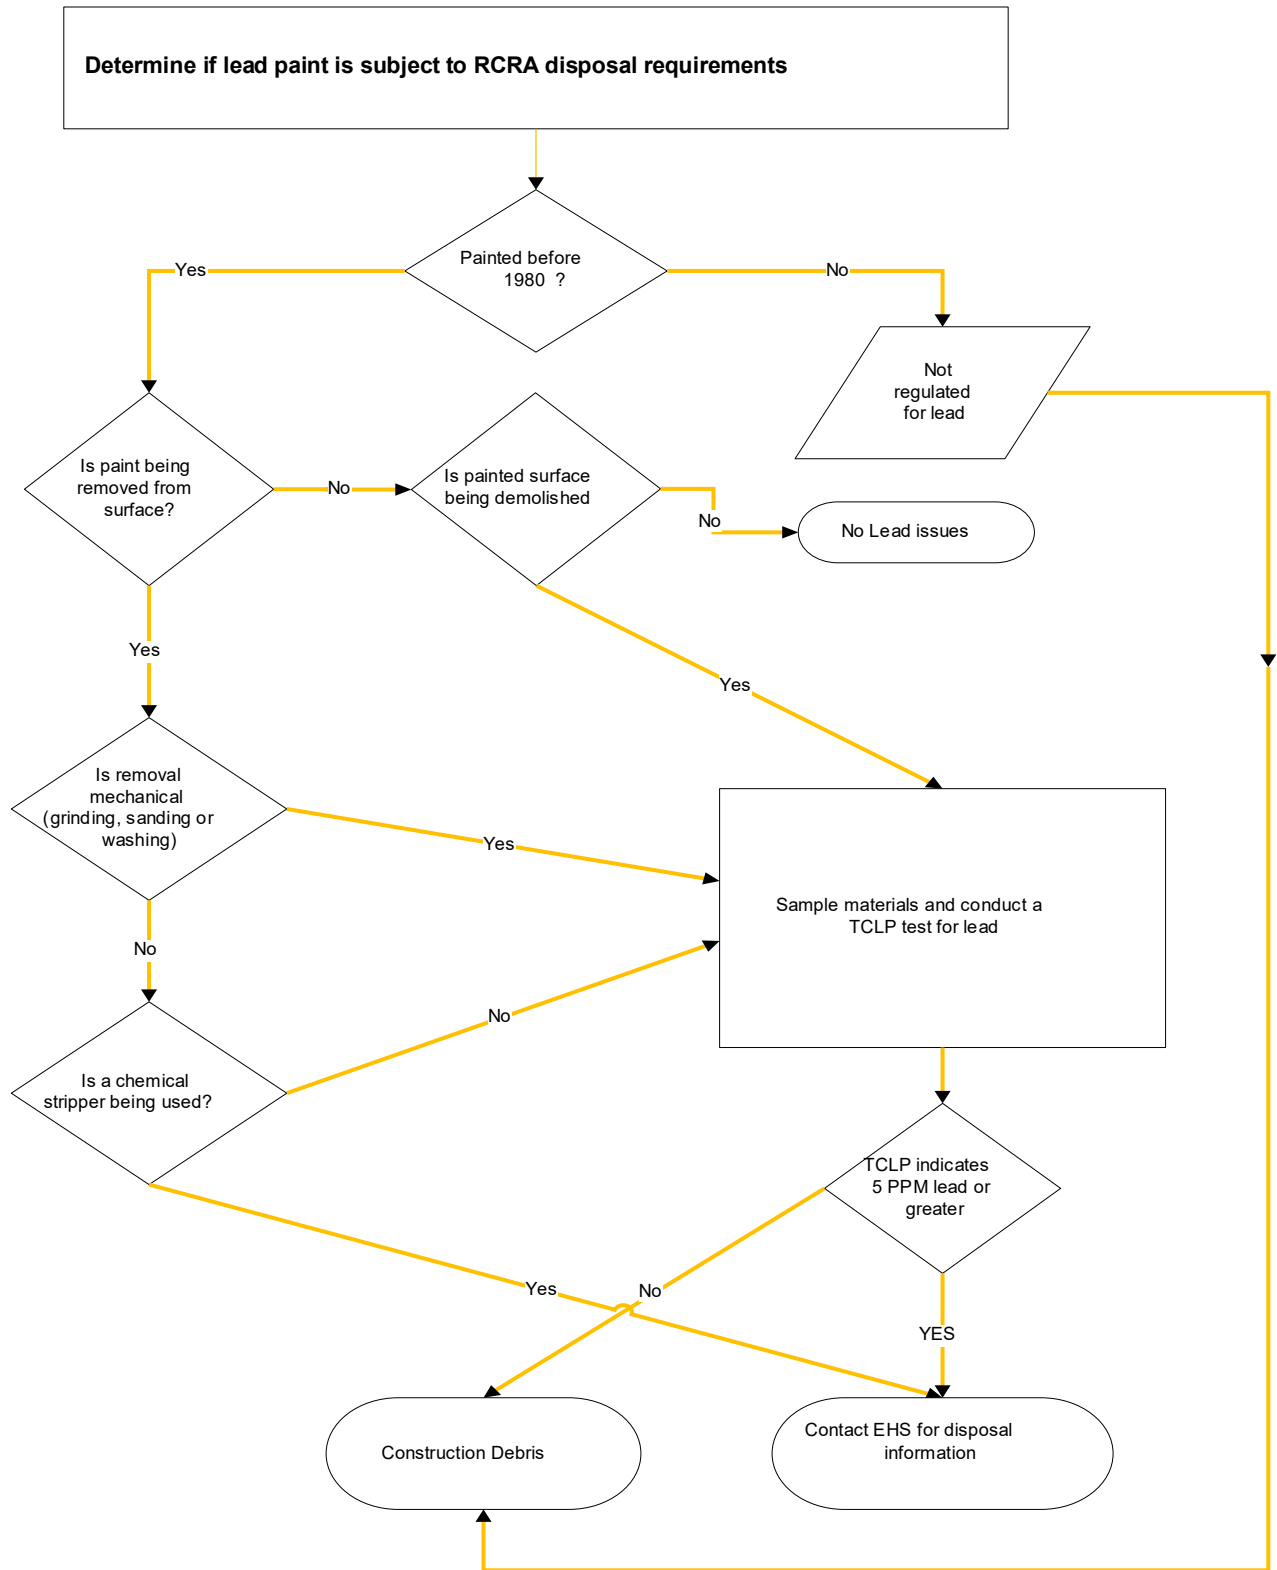 Determine if lead paint is subject to RCRA disposal requirements
Painted before
1980 ?
Yes
No
Not
regulated
for lead
Is paint being
removed from
surface?
No
Is painted surface
being demolished
No
No Lead issues
Yes
Yes
Is removal
mechanical
(grinding, sanding or
washing)
Yes
Sample materials and conduct a
TCLP test for lead
No
No
Is a chemical
stripper being used?
TCLP indicates
5 PPM lead or
greater
Yes
No
YES
Construction Debris
Contact EHS for disposal
information